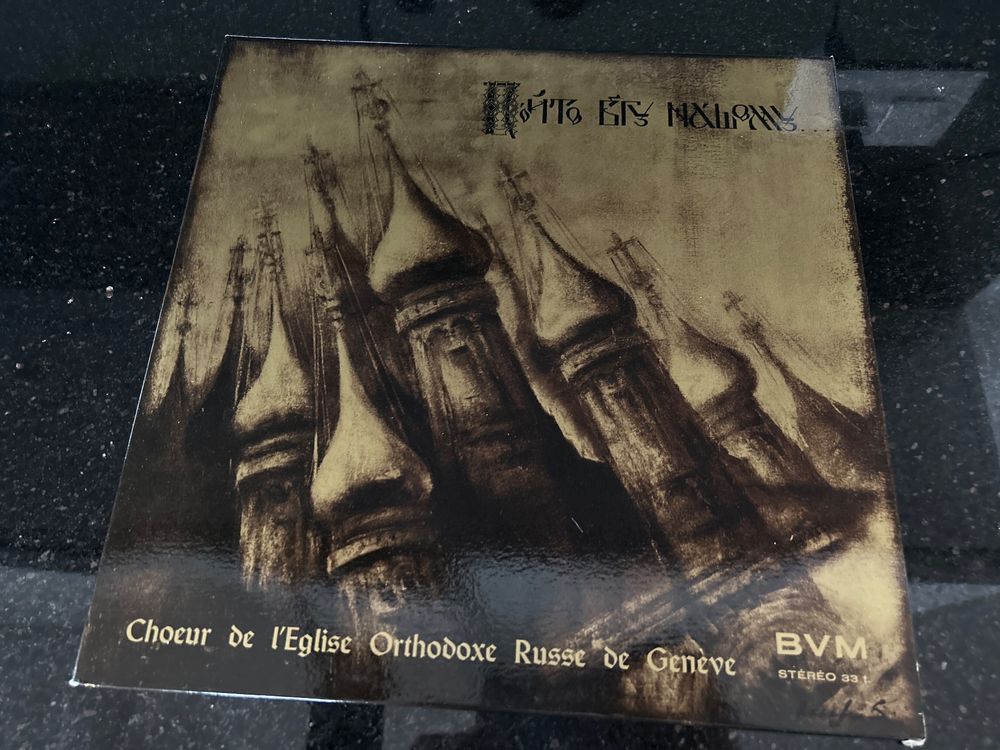 Пойте Бг҃у нашему...
Choeur de l'Eglise Orthodoxe Russe de Genève
BVM
STÉRÉO 33 t.